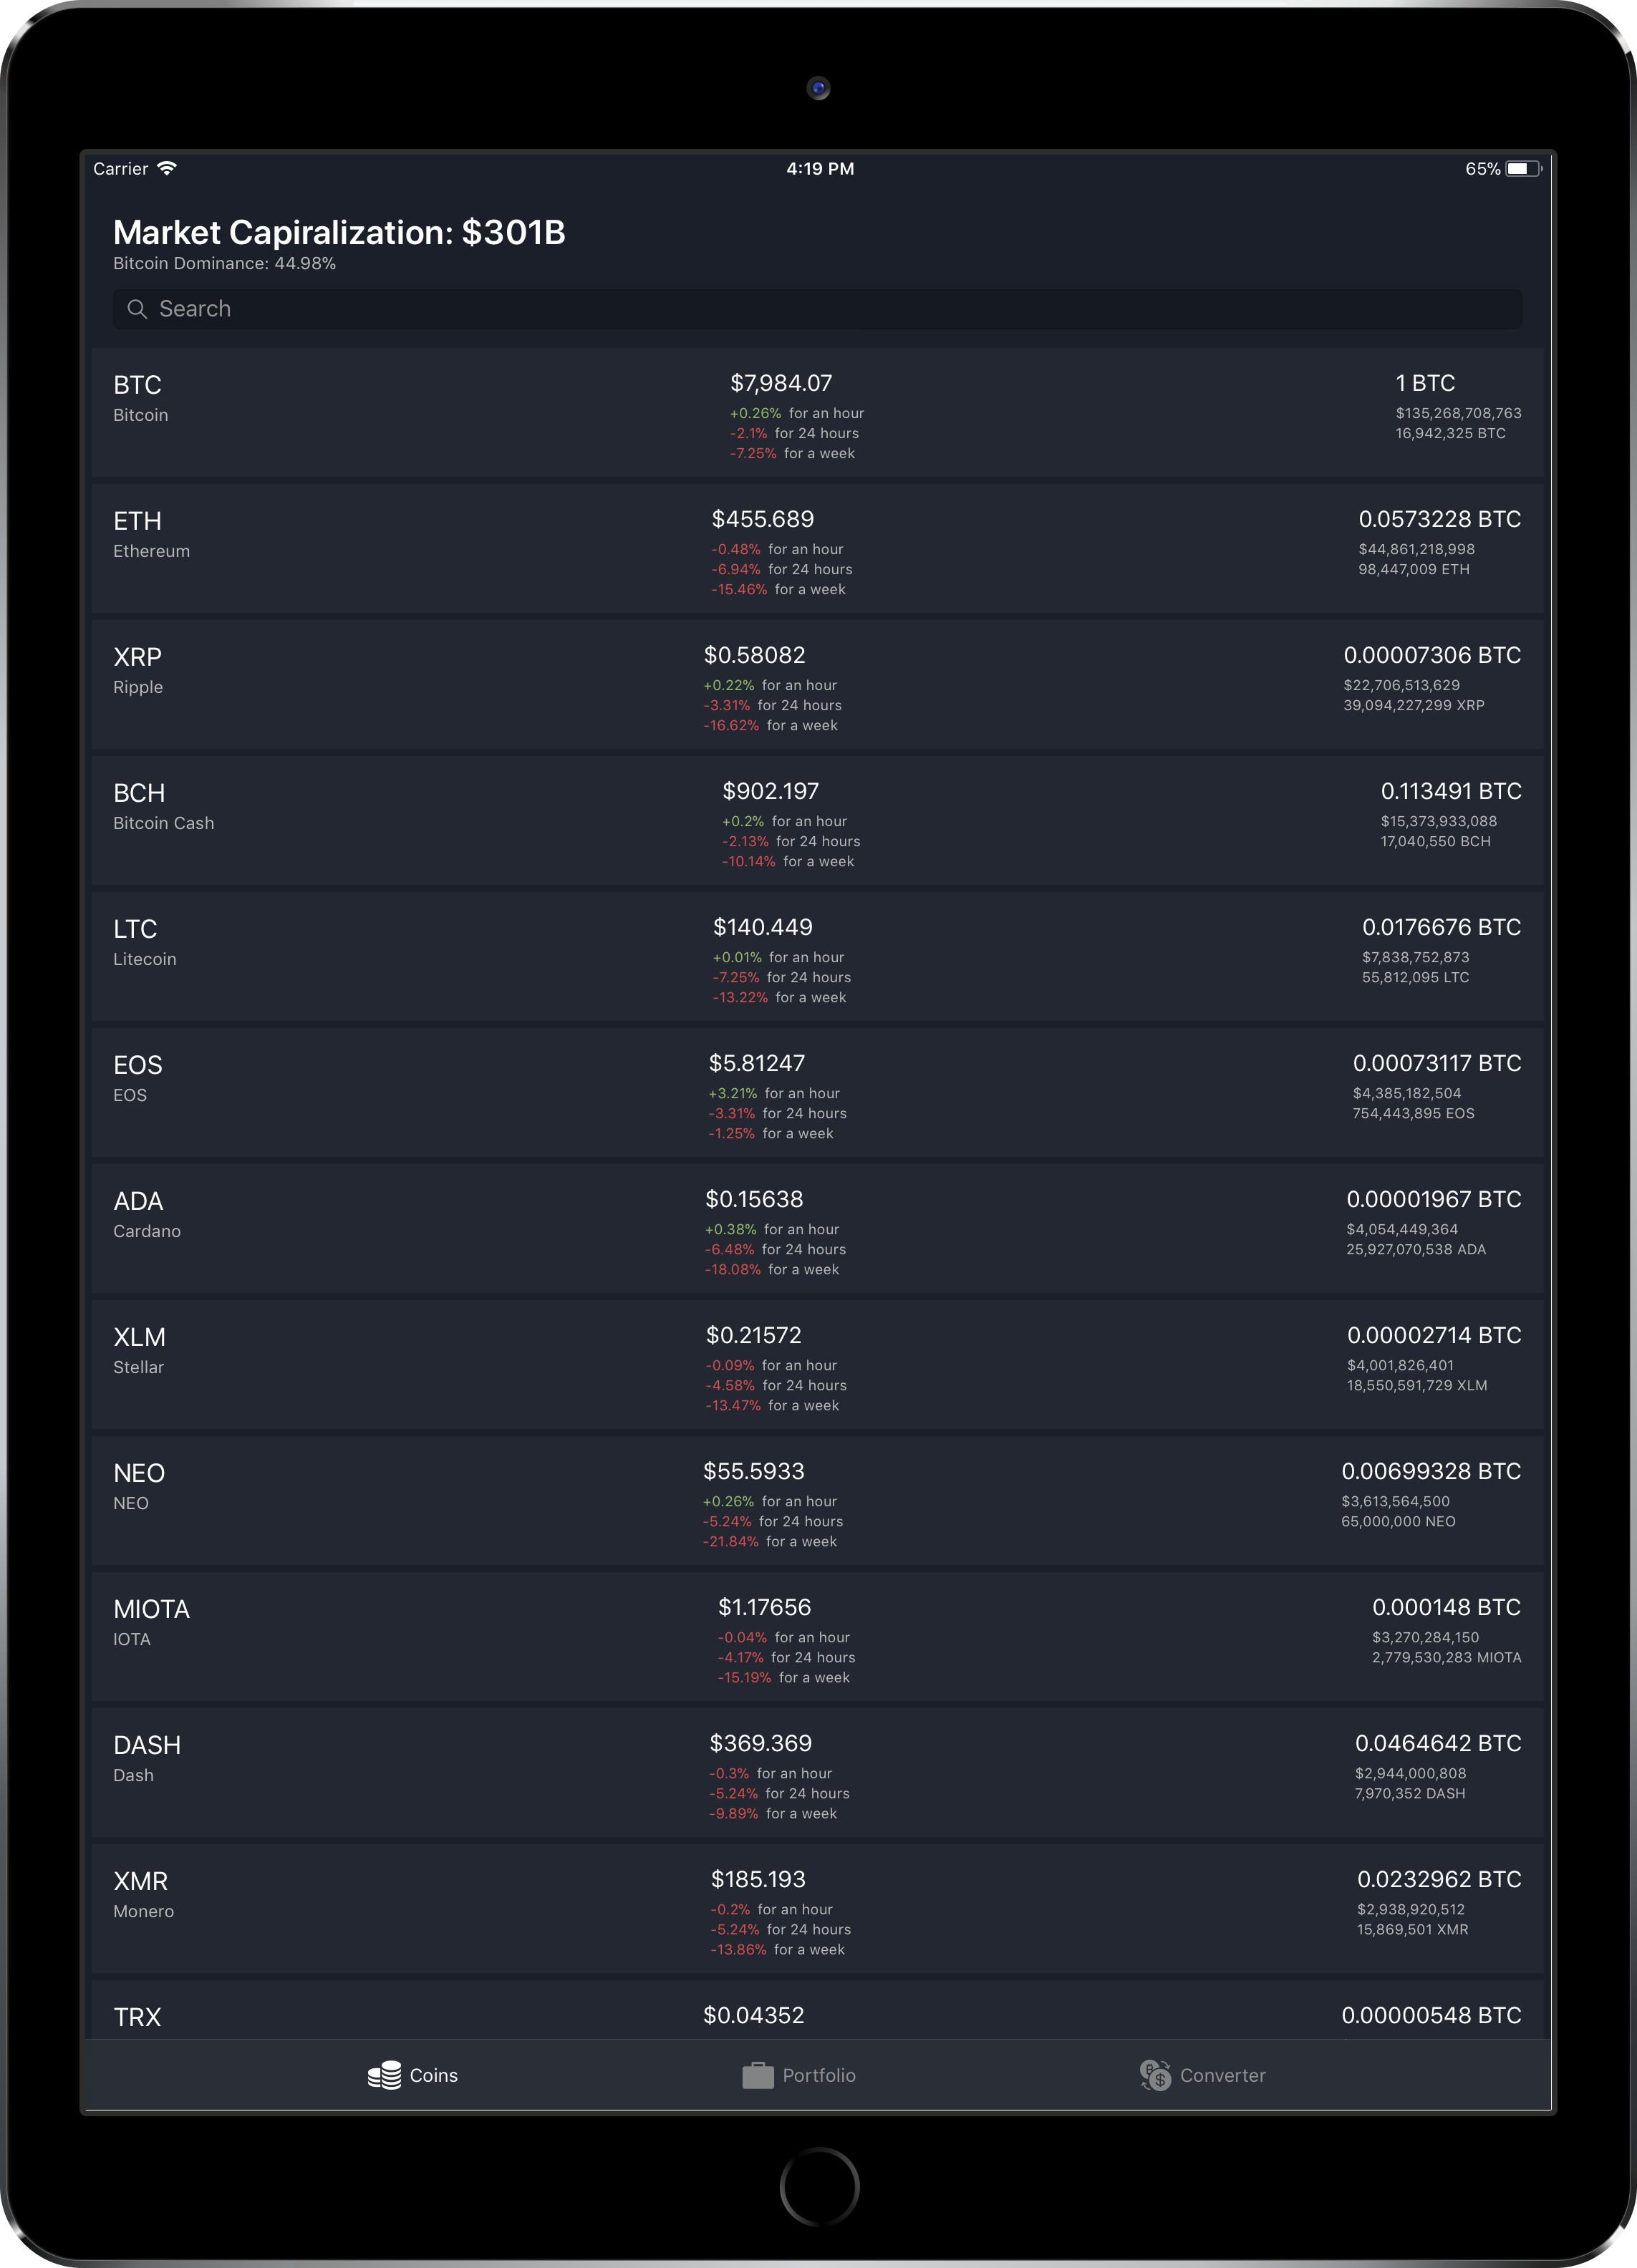 Carrier 4:19 PM 65%
Market Capiralization: $301B
Bitcoin Dominance: 44.98%
Search
BTC $7,984.07 1 BTC
Bitcoin +0.26% for an hour $135,268,708,763
-2.1% for 24 hours 16,942,325 BTC
-7.25% for a week
ETH $455.689 0.0573228 BTC
Ethereum -0.48% for an hour $44,861,218,998
-6.94% for 24 hours 98,447,009 ETH
-15.46% for a week
XRP $0.58082 0.00007306 BTC
Ripple +0.22% for an hour $22,706,513,629
-3.31% for 24 hours 39,094,227,299 XRP
-16.62% for a week
BCH $902.197 0.113491 BTC
Bitcoin Cash +0.2% for an hour $15,373,933,088
-2.13% for 24 hours 17,040,550 BCH
-10.14% for a week
LTC $140.449 0.0176676 BTC
Litecoin +0.01% for an hour $7,838,752,873
-7.25% for 24 hours 55,812,095 LTC
-13.22% for a week
EOS $5.81247 0.00073117 BTC
EOS +3.21% for an hour $4,385,182,504
-3.31% for 24 hours 754,443,895 EOS
-1.25% for a week
ADA $0.15638 0.00001967 BTC
Cardano +0.38% for an hour $4,054,449,364
-6.48% for 24 hours 25,927,070,538 ADA
-18.08% for a week
XLM $0.21572 0.00002714 BTC
Stellar -0.09% for an hour $4,001,826,401
-4.58% for 24 hours 18,550,591,729 XLM
-13.47% for a week
NEO $55.5933 0.00699328 BTC
NEO +0.26% for an hour $3,613,564,500
-5.24% for 24 hours 65,000,000 NEO
-21.84% for a week
MIOTA $1.17656 0.000148 BTC
IOTA -0.04% for an hour $3,270,284,150
-4.17% for 24 hours 2,779,530,283 MIOTA
-15.19% for a week
DASH $369.369 0.0464642 BTC
Dash -0.3% for an hour $2,944,000,808
-5.24% for 24 hours 7,970,352 DASH
-9.89% for a week
XMR $185.193 0.0232962 BTC
Monero -0.2% for an hour $2,938,920,512
-5.24% for 24 hours 15,869,501 XMR
-13.86% for a week
TRX $0.04352 0.00000548 BTC
Coins Portfolio Converter